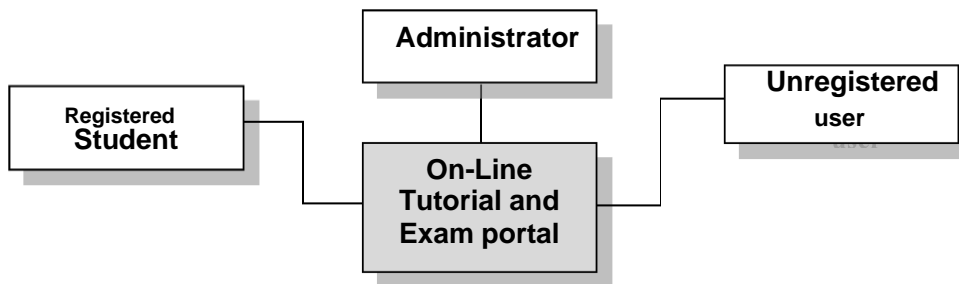 Administrator
Unregistered
user
Registered
Student
On-Line
Tutorial and
Exam portal